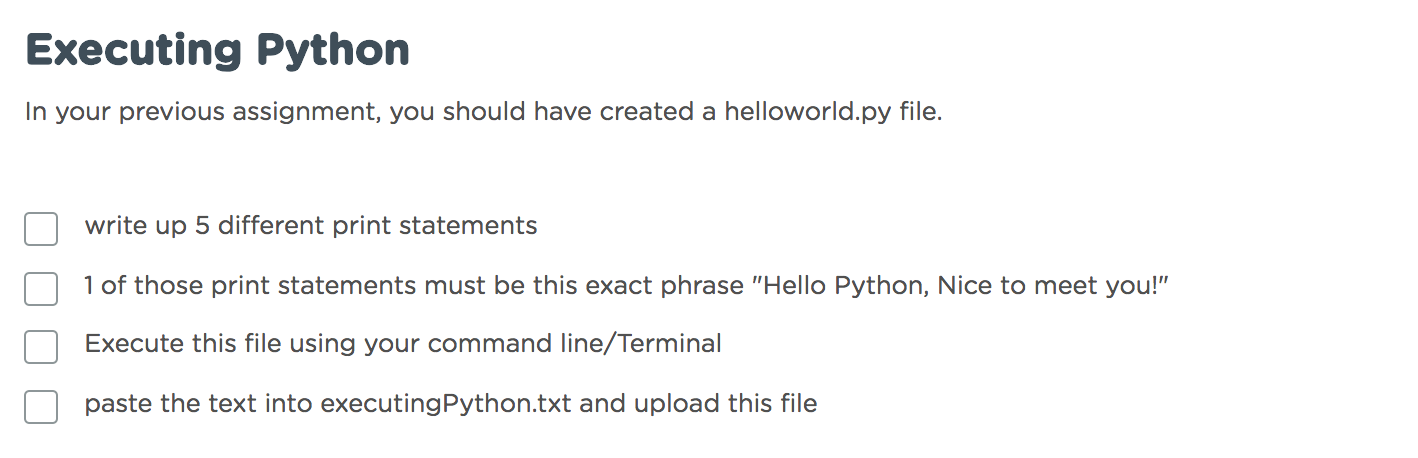 Executing Python
In your previous assignment, you should have created a helloworld.py file.
write up 5 different print statements
1 of those print statements must be this exact phrase "Hello Python, Nice to meet you!"
Execute this file using your command line/Terminal
paste the text into executingPython.txt and upload this file